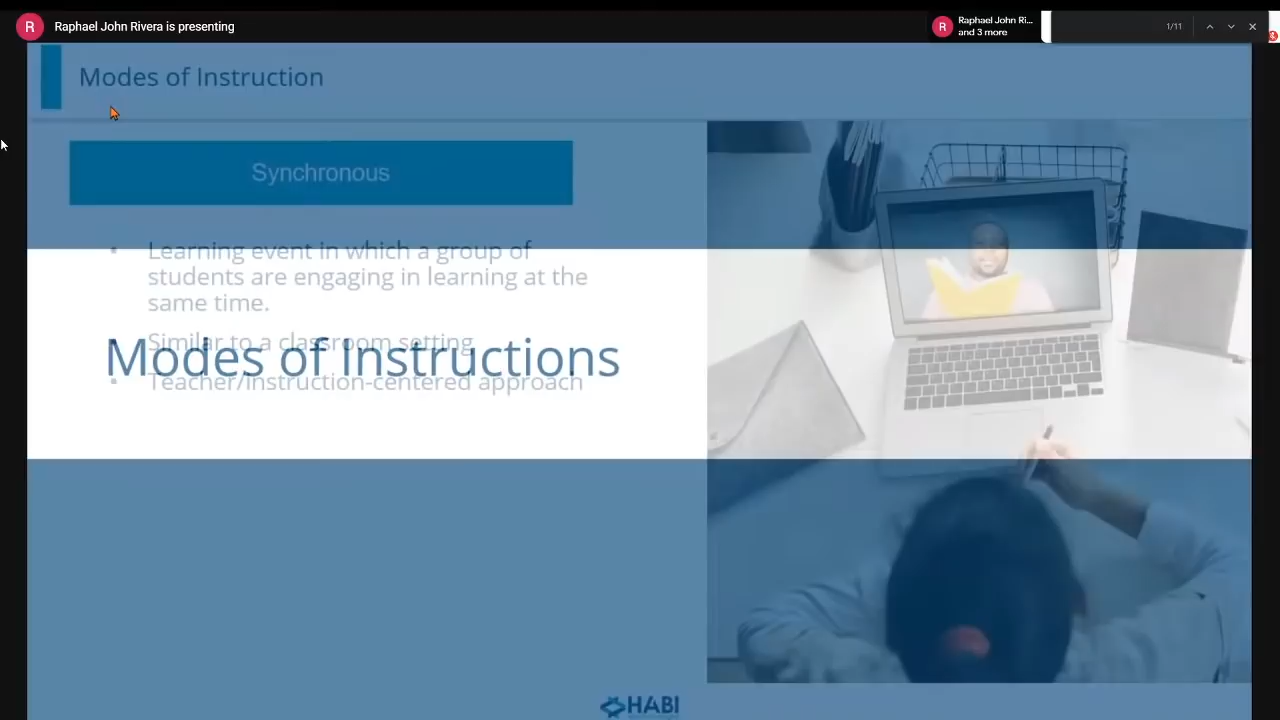 R
Raphael John Rivera is presenting
R
Raphael John Ri...
and 3 more
1/11
Modes of Instruction
Synchronous
• Learning event in which a group of
students are engaging in learning at the
same time.
• Similar to a classroom setting
Modes of Instructions
• Teacher/Instruction-centered approach
HABI